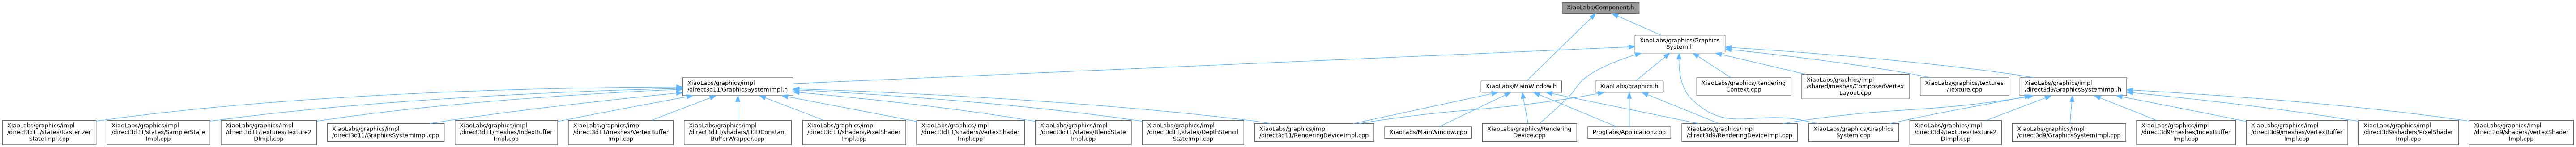 XiaoLabs/Component.h
XiaoLabs/graphics/Graphics
System.h
XiaoLabs/graphics/impl
/direct3d11/GraphicsSystemImpl.h
XiaoLabs/MainWindow.h
XiaoLabs/graphics.h
XiaoLabs/graphics/Rendering
Context.cpp
XiaoLabs/graphics/impl
/shared/meshes/ComposedVertex
Layout.cpp
XiaoLabs/graphics/textures
/Texture.cpp
XiaoLabs/graphics/impl
/direct3d9/GraphicsSystemImpl.h
XiaoLabs/graphics/impl
/direct3d11/states/Rasterizer
StateImpl.cpp
XiaoLabs/graphics/impl
/direct3d11/states/SamplerState
Impl.cpp
XiaoLabs/graphics/impl
/direct3d11/textures/Texture2
DImpl.cpp
XiaoLabs/graphics/impl
/direct3d11/GraphicsSystemImpl.cpp
XiaoLabs/graphics/impl
/direct3d11/meshes/IndexBuffer
Impl.cpp
XiaoLabs/graphics/impl
/direct3d11/meshes/VertexBuffer
Impl.cpp
XiaoLabs/graphics/impl
/direct3d11/shaders/D3DConstant
BufferWrapper.cpp
XiaoLabs/graphics/impl
/direct3d11/shaders/PixelShader
Impl.cpp
XiaoLabs/graphics/impl
/direct3d11/shaders/VertexShader
Impl.cpp
XiaoLabs/graphics/impl
/direct3d11/states/BlendState
Impl.cpp
XiaoLabs/graphics/impl
/direct3d11/states/DepthStencil
StateImpl.cpp
XiaoLabs/graphics/impl
/direct3d11/RenderingDeviceImpl.cpp
XiaoLabs/MainWindow.cpp
XiaoLabs/graphics/Rendering
Device.cpp
ProgLabs/Application.cpp
XiaoLabs/graphics/impl
/direct3d9/RenderingDeviceImpl.cpp
XiaoLabs/graphics/Graphics
System.cpp
XiaoLabs/graphics/impl
/direct3d9/textures/Texture2
DImpl.cpp
XiaoLabs/graphics/impl
/direct3d9/GraphicsSystemImpl.cpp
XiaoLabs/graphics/impl
/direct3d9/meshes/IndexBuffer
Impl.cpp
XiaoLabs/graphics/impl
/direct3d9/meshes/VertexBuffer
Impl.cpp
XiaoLabs/graphics/impl
/direct3d9/shaders/PixelShader
Impl.cpp
XiaoLabs/graphics/impl
/direct3d9/shaders/VertexShader
Impl.cpp